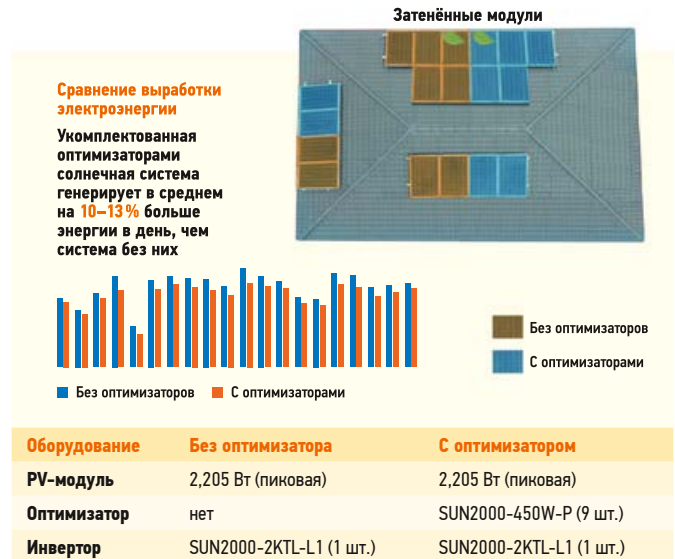 Затенённые модули
Сравнение выработки
электроэнергии
Укомплектованная
оптимизаторами
солнечная система
генерирует в среднем
на 10–13 % больше
энергии в день, чем
система без них
Без оптимизаторов
С оптимизаторами
Без оптимизаторов С оптимизаторами
Оборудование Без оптимизатора С оптимизатором
PV-модуль 2,205 Вт (пиковая) 2,205 Вт (пиковая)
Оптимизатор нет SUN2000-450W-P (9 шт.)
Инвертор SUN2000-2KTL-L1 (1 шт.) SUN2000-2KTL-L1 (1 шт.)